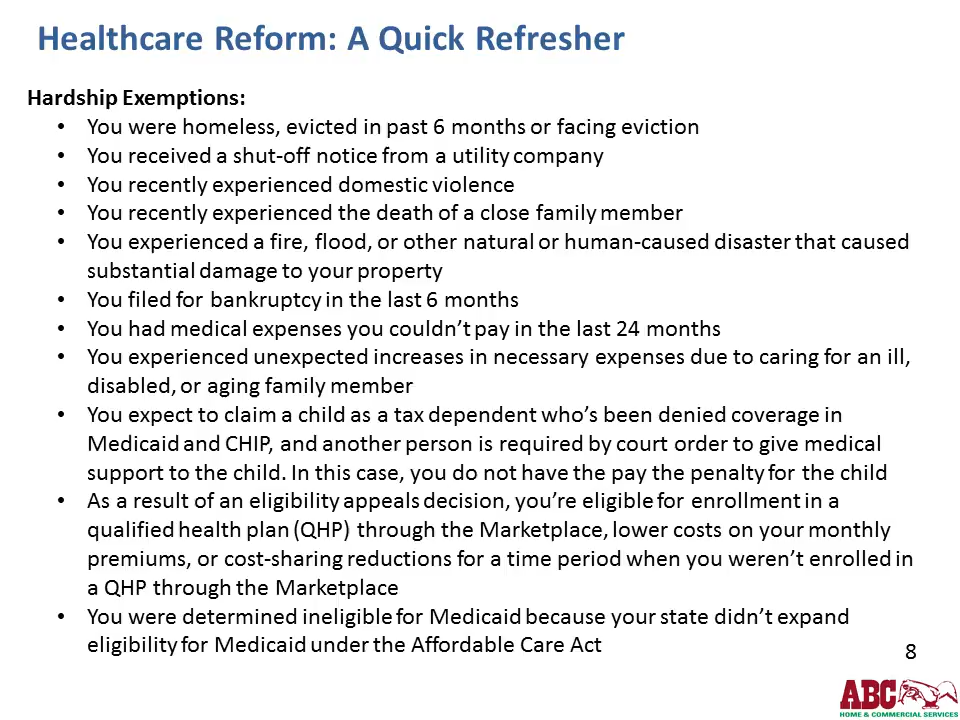 Healthcare Reform: A Quick Refresher
Hardship Exemptions:
• You were homeless, evicted in past 6 months or facing eviction
• You received a shut-off notice from a utility company
• You recently experienced domestic violence
• You recently experienced the death of a close family member
• You experienced a fire, flood, or other natural or human-caused disaster that caused
substantial damage to your property
• You filed for bankruptcy in the last 6 months
• You had medical expenses you couldn’t pay in the last 24 months
• You experienced unexpected increases in necessary expenses due to caring for an ill,
disabled, or aging family member
• You expect to claim a child as a tax dependent who’s been denied coverage in
Medicaid and CHIP, and another person is required by court order to give medical
support to the child. In this case, you do not have the pay the penalty for the child
• As a result of an eligibility appeals decision, you’re eligible for enrollment in a
qualified health plan (QHP) through the Marketplace, lower costs on your monthly
premiums, or cost-sharing reductions for a time period when you weren’t enrolled in
a QHP through the Marketplace
• You were determined ineligible for Medicaid because your state didn’t expand
eligibility for Medicaid under the Affordable Care Act
8
ABC
HOME & COMMERCIAL SERVICES